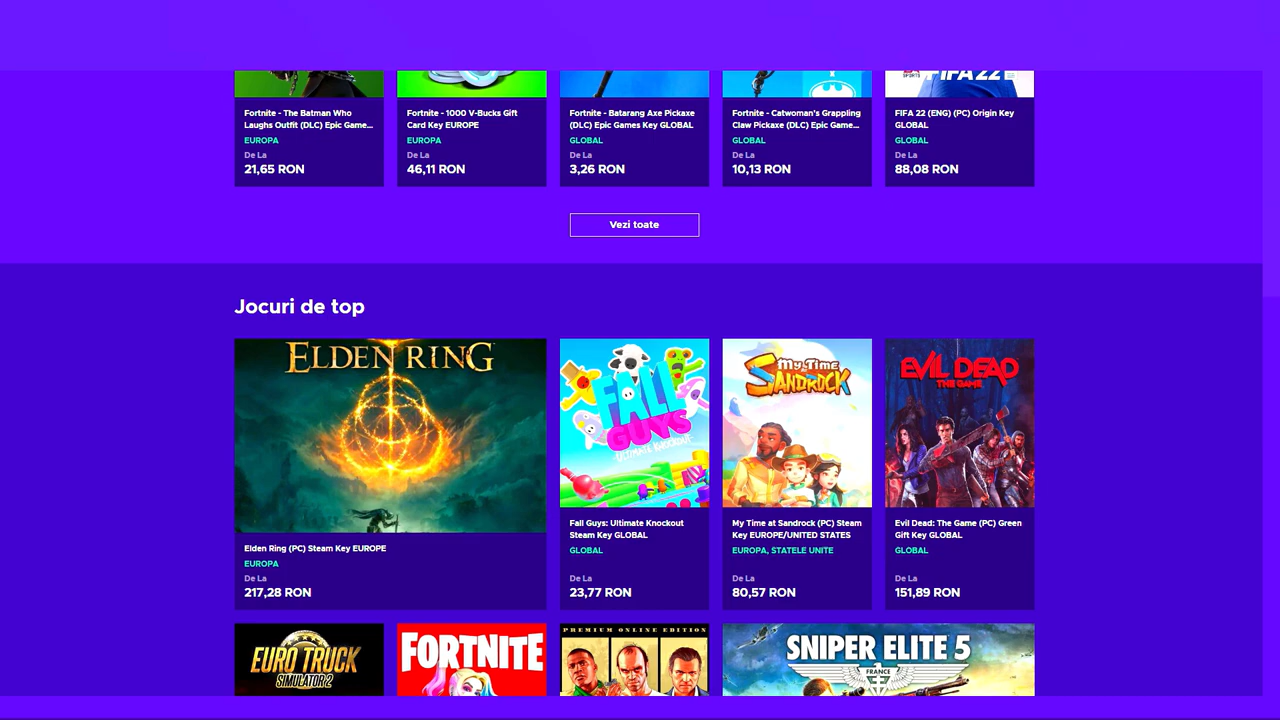 SPORTS
FIFA 22
Fortnite - The Batman Who
Laughs Outfit (DLC) Epic Game...
EUROPA
De La
21,65 RON
Fortnite - 1000 V-Bucks Gift
Card Key EUROPE
EUROPA
De La
46,11 RON
Fortnite - Batarang Axe Pickaxe
(DLC) Epic Games Key GLOBAL
GLOBAL
De La
3,26 RON
Fortnite - Catwoman's Grappling
Claw Pickaxe (DLC) Epic Game...
GLOBAL
De La
10,13 RON
FIFA 22 (ENG) (PC) Origin Key
GLOBAL
GLOBAL
De La
88,08 RON
Vezi toate
Jocuri de top
ELDEN RING
Elden Ring (PC) Steam Key EUROPE
EUROPA
De La
217,28 RON
FALL
GUYS
ULTIMATE KNOCKOUT
Fall Guys: Ultimate Knockout
Steam Key GLOBAL
GLOBAL
De La
23,77 RON
My Time
SANDROCK
My Time at Sandrock (PC) Steam
Key EUROPE/UNITED STATES
EUROPA, STATELE UNITE
De La
80,57 RON
EVIL DEAD
THE GAME
Evil Dead: The Game (PC) Green
Gift Key GLOBAL
GLOBAL
De La
151,89 RON
EURO TRUCK
SIMULATOR 2
FORTNITE
PREMIUM ONLINE EDITION
SNIPER ELITE 5
FRANCE